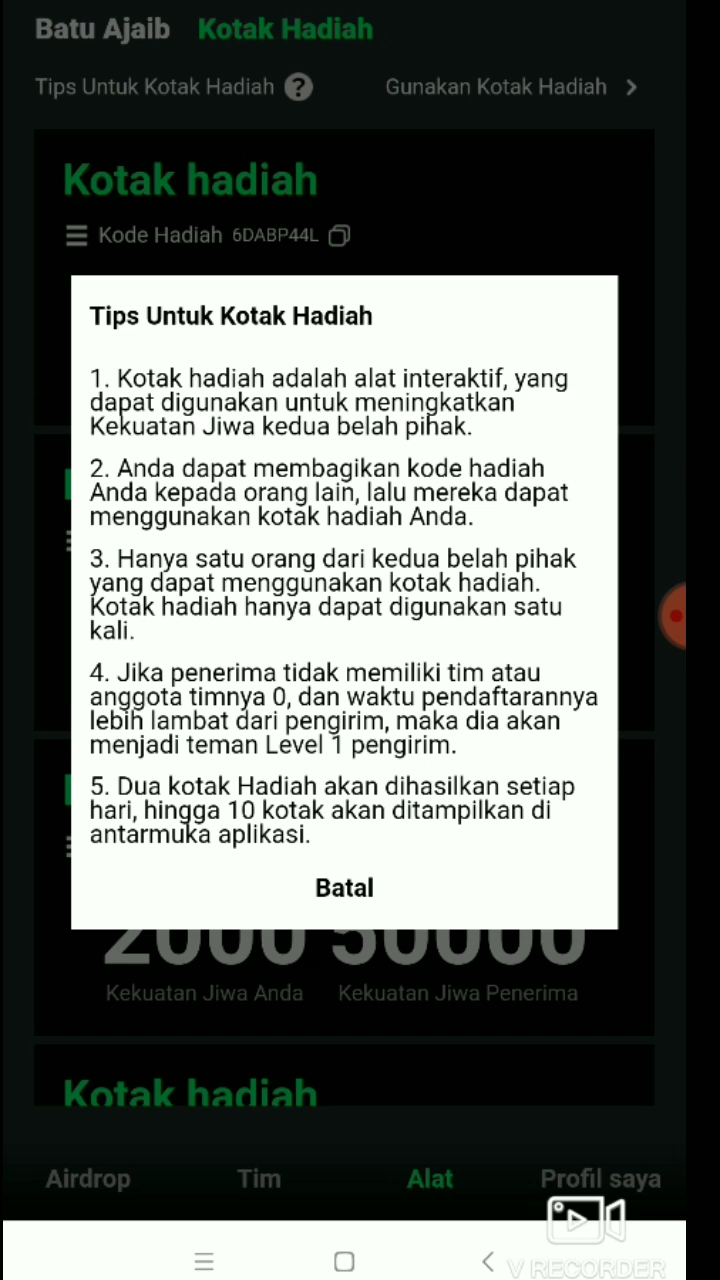 Batu Ajaib Kotak Hadiah
Tips Untuk Kotak Hadiah ? Gunakan Kotak Hadiah >
Kotak hadiah
Kode Hadiah 6DABP44L
Tips Untuk Kotak Hadiah
1. Kotak hadiah adalah alat interaktif, yang
dapat digunakan untuk meningkatkan
Kekuatan Jiwa kedua belah pihak.
2. Anda dapat membagikan kode hadiah
Anda kepada orang lain, lalu mereka dapat
menggunakan kotak hadiah Anda.
3. Hanya satu orang dari kedua belah pihak
yang dapat menggunakan kotak hadiah.
Kotak hadiah hanya dapat digunakan satu
kali.
4. Jika penerima tidak memiliki tim atau
anggota timnya 0, dan waktu pendaftarannya
lebih lambat dari pengirim, maka dia akan
menjadi teman Level 1 pengirim.
5. Dua kotak Hadiah akan dihasilkan setiap
hari, hingga 10 kotak akan ditampilkan di
antarmuka aplikasi.
Batal
2000 50000
Kekuatan Jiwa Anda Kekuatan Jiwa Penerima
Kotak hadiah
Airdrop Tim Alat Profil saya
V RECORDER